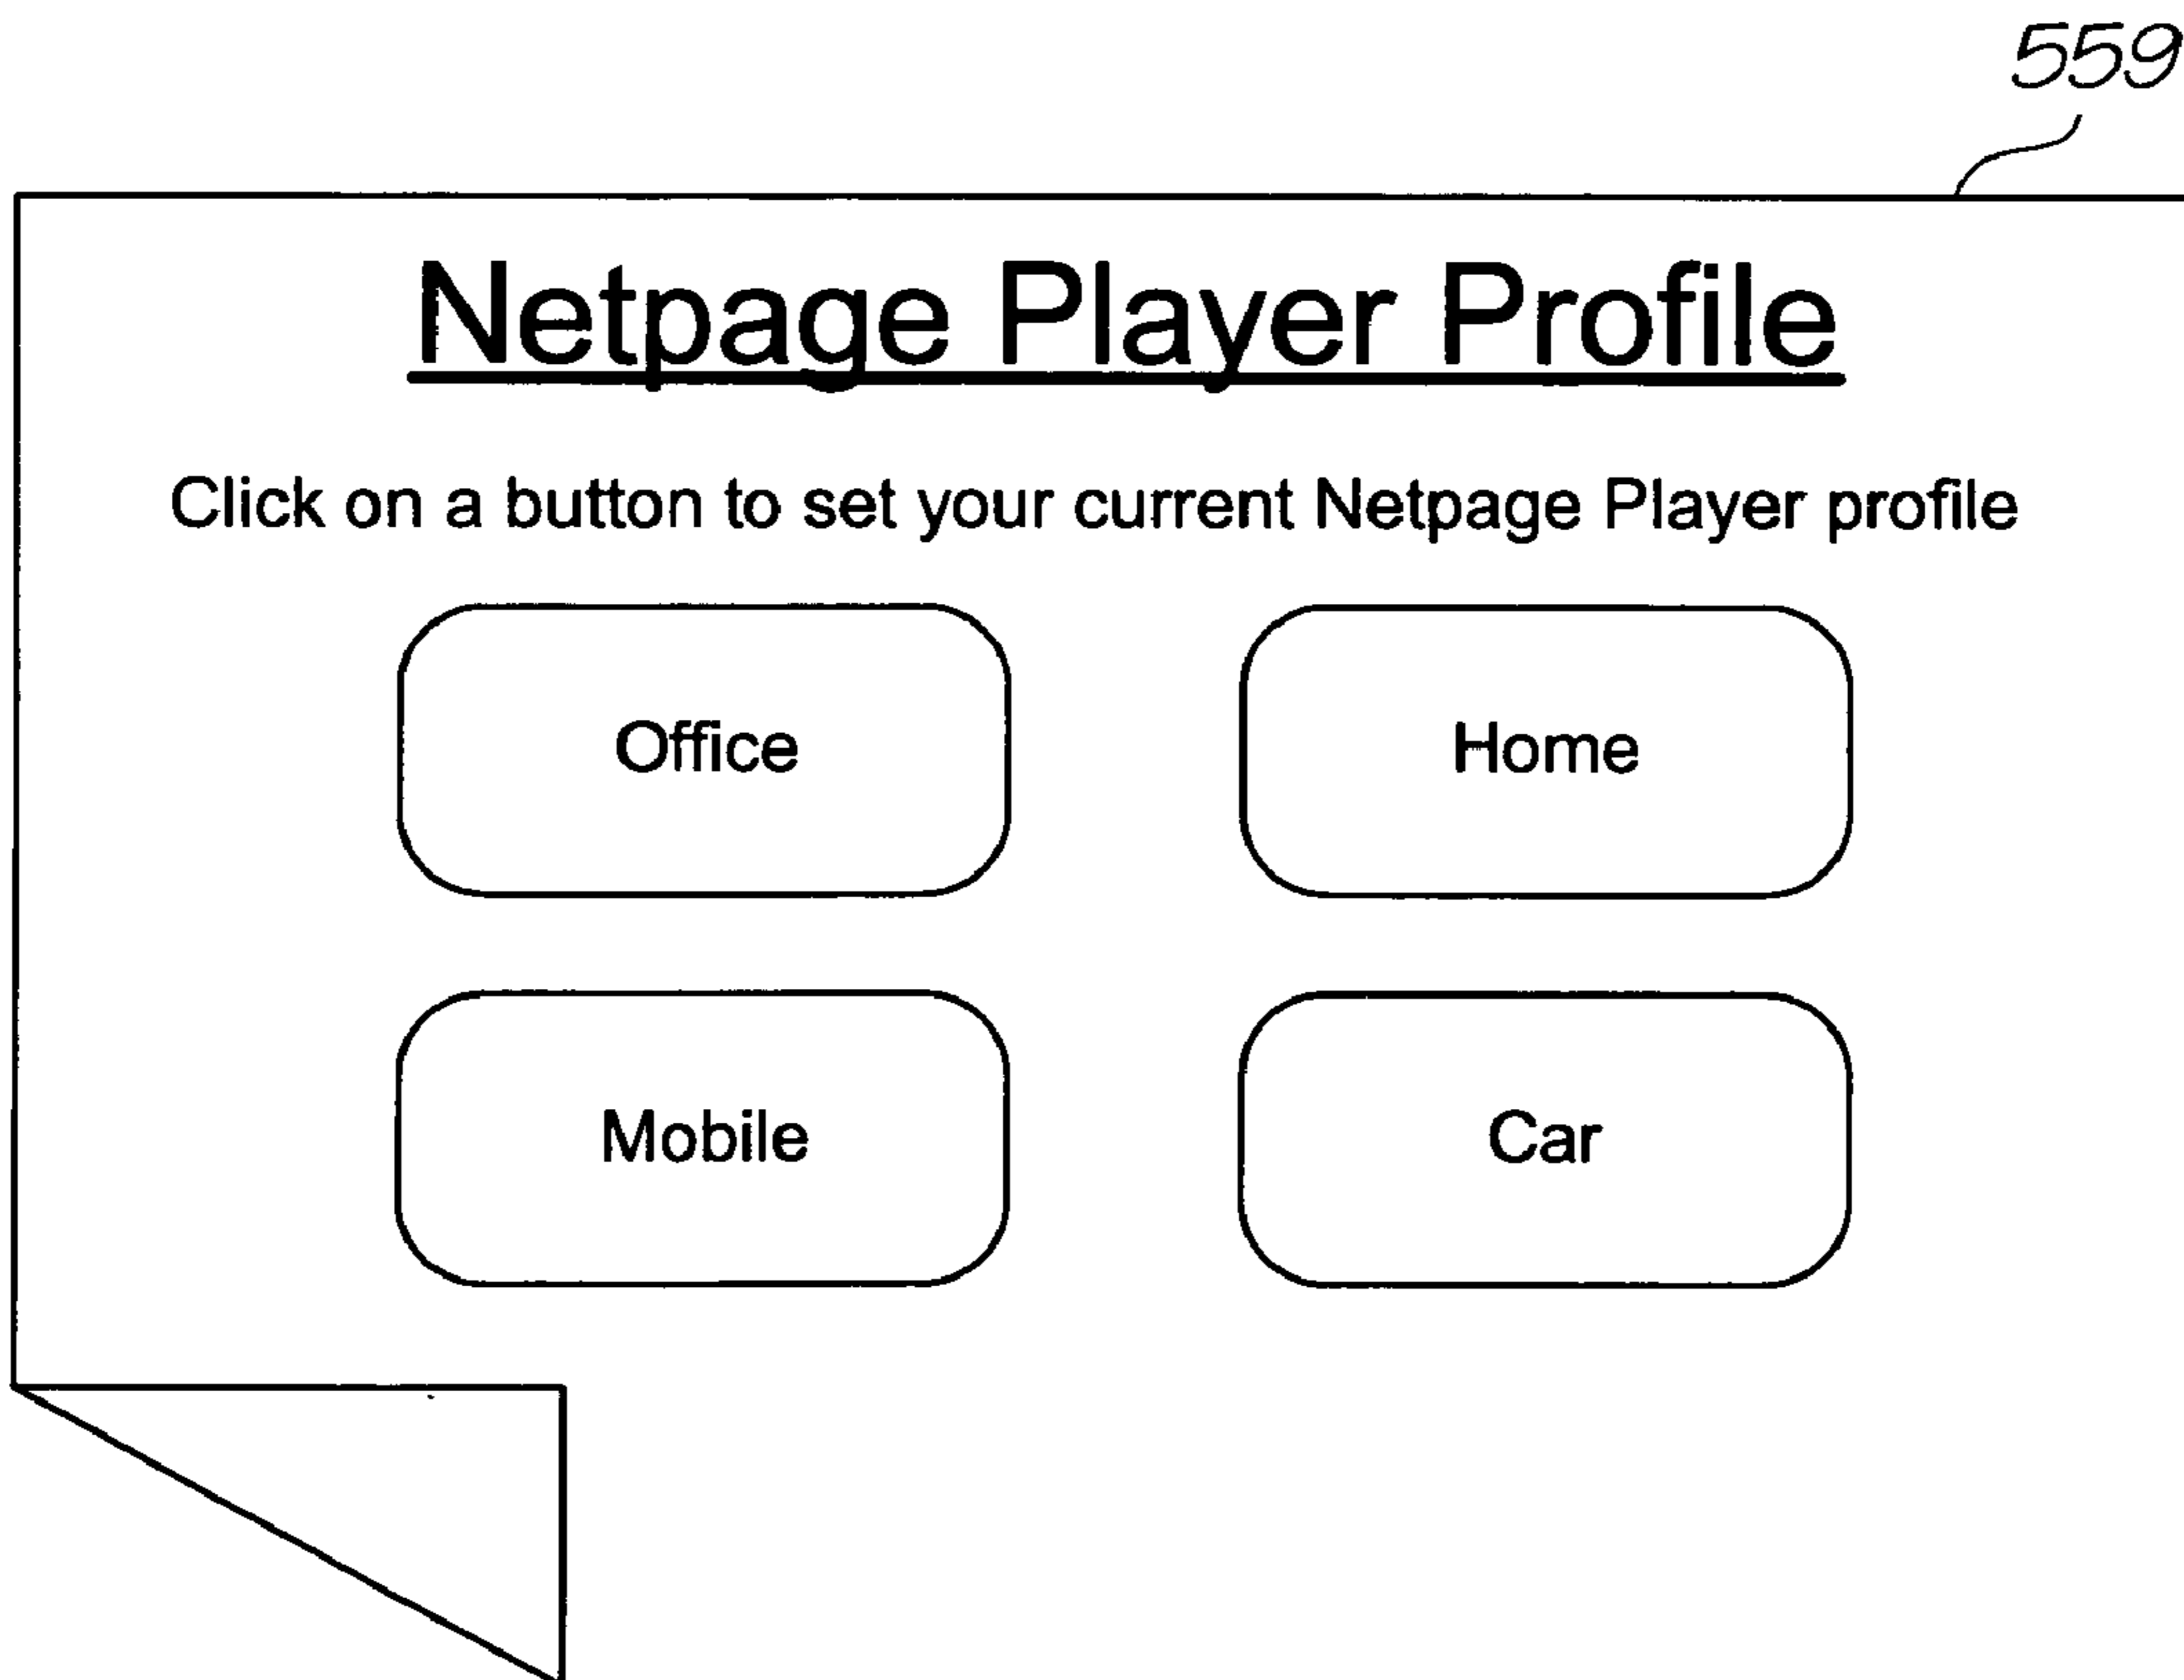 559
Netpage Player Profile
Click on a button to set your current Netpage Player profile
Office Home
Mobile Car